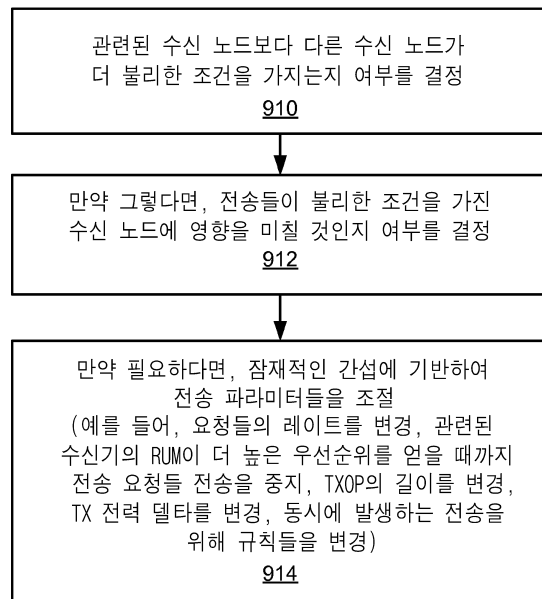 관련된 수신 노드보다 다른 수신 노드가
더 불리한 조건을 가지는지 여부를 결정
910
만약 그렇다면, 전송들이 불리한 조건을 가진
수신 노드에 영향을 미칠 것인지 여부를 결정
912
만약 필요하다면, 잠재적인 간섭에 기반하여
전송 파라미터들을 조절
(예를 들어, 요청들의 레이트를 변경, 관련된
수신기의 RUM이 더 높은 우선순위를 얻을 때까지
전송 요청들 전송을 중지, TXOP의 길이를 변경,
TX 전력 델타를 변경, 동시에 발생하는 전송을
위해 규칙들을 변경)
914